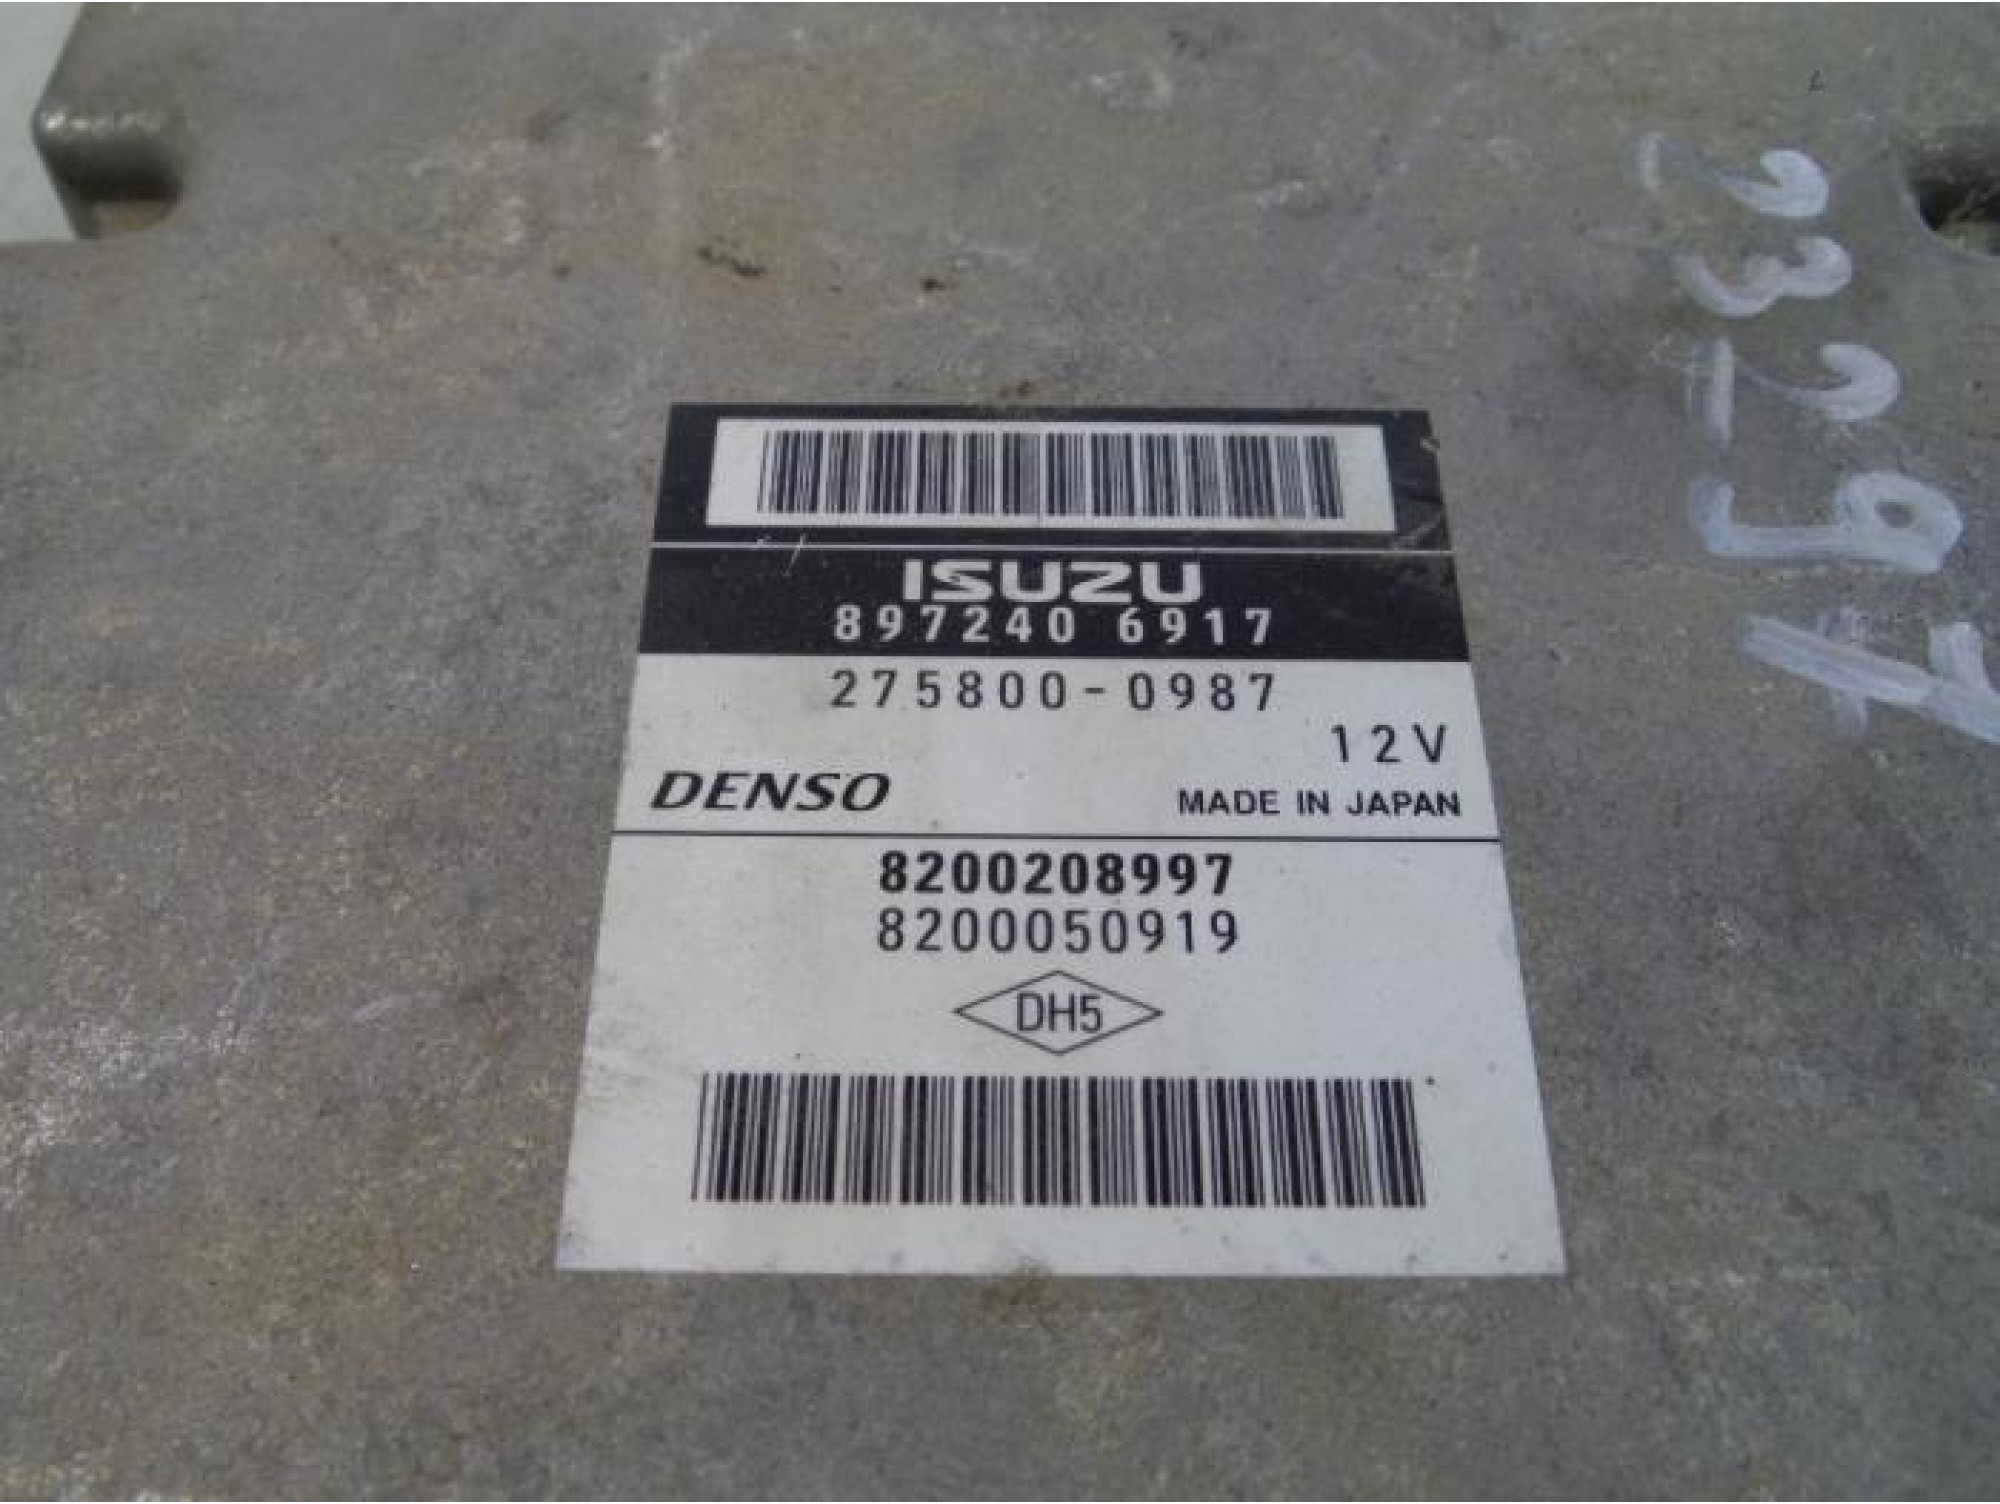 ISUZU
897240 6917
275800-0987
12V
DENSO MADE IN JAPAN
8200208997
8200050919
DH5